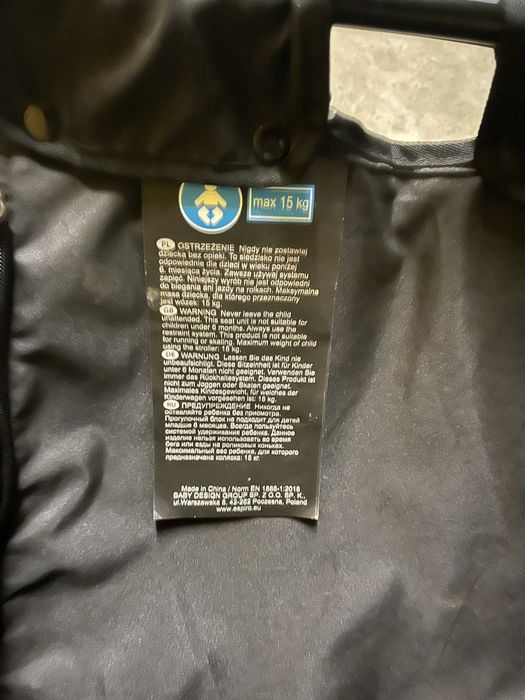 max 15 kg
PL OSTRZEŻENIE Nigdy nie zostawiaj
dziecka bez opieki. To siedzisko nie jest
odpowiednie dla dzieci w wieku poniżej
6. miesiąca życia. Zawsze używaj systemu
zapięć. Niniejszy wyrób nie jest odpowiedni
do biegania ani jazdy na rolkach. Maksymalna
masa dziecka, dla którego przeznaczony
jest wózek: 15 kg.
GB WARNING Never leave the child
unattended. This seat unit is not suitable for
children under 6 months. Always use the
restraint system. This product is not suitable
for running or skating. Maximum weight of child
using the stroller: 15 kg.
DE WARNUNG Lassen Sie das Kind nie
unbeaufsichtigt. Diese Sitzeinheit ist für Kinder
unter 6 Monaten nicht geeignet. Verwenden Sie
immer das Rückhaltesystem. Dieses Produkt ist
nicht zum Joggen oder Skaten geeignet.
Maximales Kindesgewicht, für welches der
Kinderwagen vorgesehen ist: 15 kg.
RU ПРЕДУПРЕЖДЕНИЕ Никогда не
оставляйте ребенка без присмотра.
Прогулочный блок не подходит для детей
младше 6 месяцев. Всегда пользуйтесь
системой удерживания ребенка. Данное
изделие нельзя использовать во время
бега или езды на роликовых коньках.
Максимальный вес ребенка, для которого
предназначена коляска: 15 кг.
Made in China / Norm EN 1888-1:2018
BABY DESIGN GROUP SP. Z O.O. SP. K.,
ul.Warszawska 8, 42-263 Poczesna, Poland
www.espiro.eu